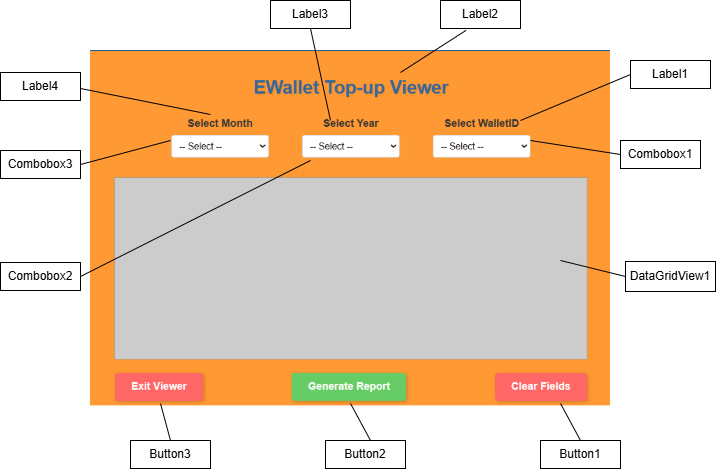 Label3
Label2
Label4
EWallet Top-up Viewer
Label1
Select Month
Select Year
Select WalletID
-- Select --
-- Select --
-- Select --
Combobox3
Combobox1
Combobox2
DataGridView1
Exit Viewer
Generate Report
Clear Fields
Button3
Button2
Button1